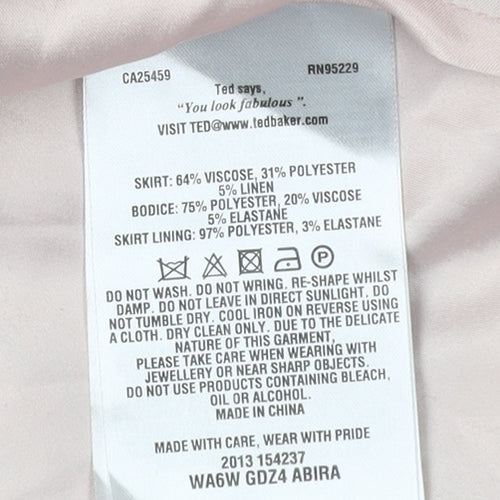 CA25459 RN95229
Ted says,
"You look fabulous ".
VISIT TED@www.tedbaker.com
SKIRT: 64% VISCOSE, 31% POLYESTER
5% LINEN
BODICE: 75% POLYESTER, 20% VISCOSE
5% ELASTANE
SKIRT LINING: 97% POLYESTER, 3% ELASTANE
P
DO NOT WASH. DO NOT WRING. RE-SHAPE WHILST
DAMP. DO NOT LEAVE IN DIRECT SUNLIGHT. DO
NOT TUMBLE DRY. COOL IRON ON REVERSE USING
A CLOTH. DRY CLEAN ONLY. DUE TO THE DELICATE
NATURE OF THIS GARMENT,
PLEASE TAKE CARE WHEN WEARING WITH
JEWELLERY OR NEAR SHARP OBJECTS.
DO NOT USE PRODUCTS CONTAINING BLEACH,
OIL OR ALCOHOL.
MADE IN CHINA
MADE WITH CARE, WEAR WITH PRIDE
2013 154237
WA6W GDZ4 ABIRA